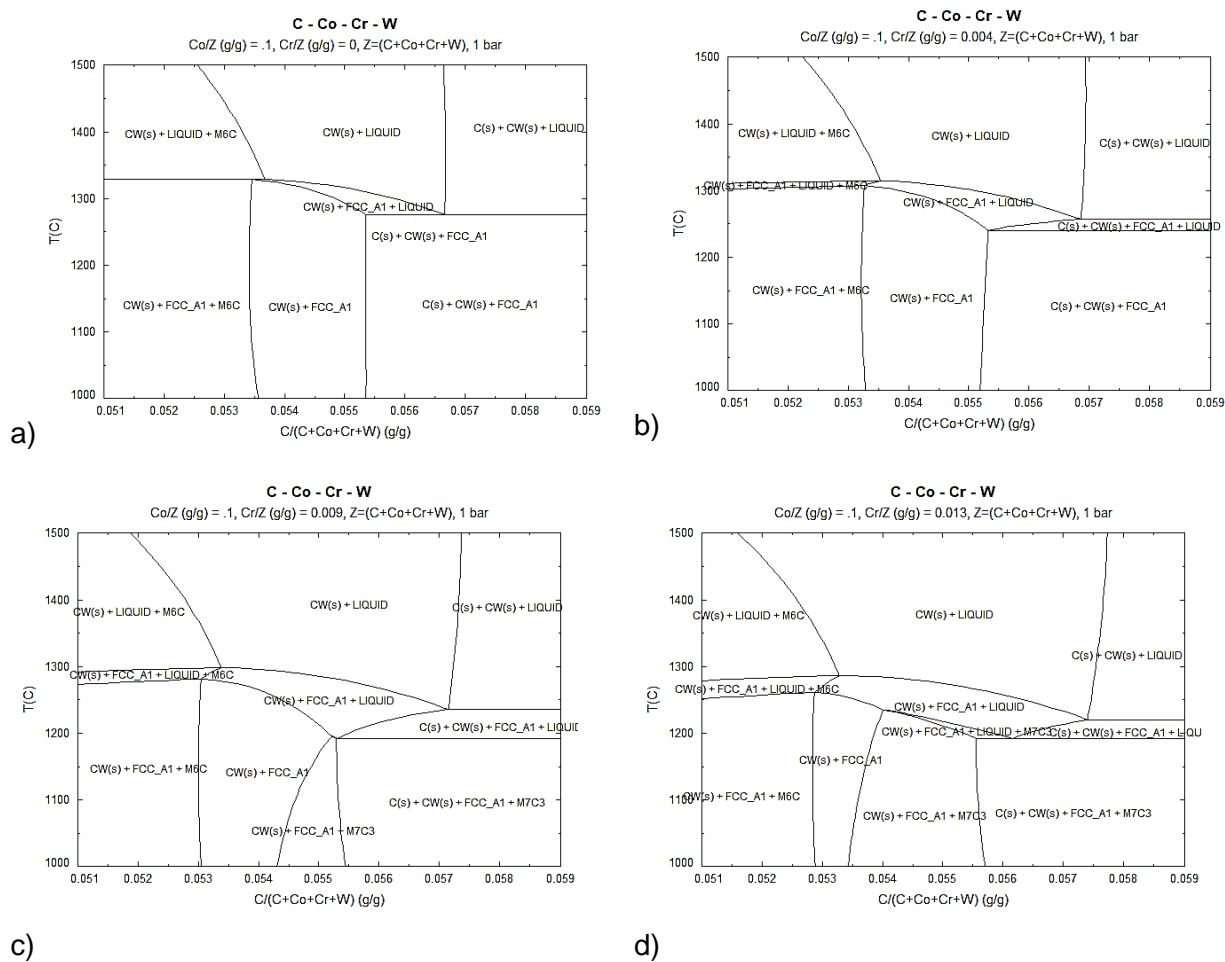 C - Co - Cr - W
Co/Z (g/g) = .1, Cr/Z (g/g) = 0, Z=(C+Co+Cr+W), 1 bar
1500
1400
1300
1200
1100
1000
T(C)
CW(s) + LIQUID + M6C
CW(s) + LIQUID
C(s) + CW(s) + LIQUID
CW(s) + FCC_A1 + LIQUID
C(s) + CW(s) + FCC_A1
CW(s) + FCC_A1 + M6C
CW(s) + FCC_A1
C(s) + CW(s) + FCC_A1
0.051 0.052 0.053 0.054 0.055 0.056 0.057 0.058 0.059
C/(C+Co+Cr+W) (g/g)
a)
C - Co - Cr - W
Co/Z (g/g) = .1, Cr/Z (g/g) = 0.004, Z=(C+Co+Cr+W), 1 bar
1500
1400
1300
1200
1100
1000
T(C)
CW(s) + LIQUID + M6C
CW(s) + LIQUID
C(s) + CW(s) + LIQUID
CW(s) + FCC_A1 + LIQUID + M6C
CW(s) + FCC_A1 + LIQUID
C(s) + CW(s) + FCC_A1 + LIQUID
CW(s) + FCC_A1 + M6C
CW(s) + FCC_A1
C(s) + CW(s) + FCC_A1
0.051 0.052 0.053 0.054 0.055 0.056 0.057 0.058 0.059
C/(C+Co+Cr+W) (g/g)
b)
C - Co - Cr - W
Co/Z (g/g) = .1, Cr/Z (g/g) = 0.009, Z=(C+Co+Cr+W), 1 bar
1500
1400
1300
1200
1100
1000
T(C)
CW(s) + LIQUID + M6C
CW(s) + LIQUID
C(s) + CW(s) + LIQUID
CW(s) + FCC_A1 + LIQUID + M6C
CW(s) + FCC_A1 + LIQUID
C(s) + CW(s) + FCC_A1 + LIQUID
CW(s) + FCC_A1 + M6C
CW(s) + FCC_A1
C(s) + CW(s) + FCC_A1 + M7C3
CW(s) + FCC_A1 + M7C3
0.051 0.052 0.053 0.054 0.055 0.056 0.057 0.058 0.059
C/(C+Co+Cr+W) (g/g)
c)
C - Co - Cr - W
Co/Z (g/g) = .1, Cr/Z (g/g) = 0.013, Z=(C+Co+Cr+W), 1 bar
1500
1400
1300
1200
1100
1000
T(C)
CW(s) + LIQUID + M6C
CW(s) + LIQUID
C(s) + CW(s) + LIQUID
CW(s) + FCC_A1 + LIQUID + M6C
CW(s) + FCC_A1 + LIQUID
CW(s) + FCC_A1 + LIQUID + M7C3
C(s) + CW(s) + FCC_A1 + LIQU
CW(s) + FCC_A1
CW(s) + FCC_A1 + M6C
CW(s) + FCC_A1 + M7C3
C(s) + CW(s) + FCC_A1 + M7C3
0.051 0.052 0.053 0.054 0.055 0.056 0.057 0.058 0.059
C/(C+Co+Cr+W) (g/g)
d)